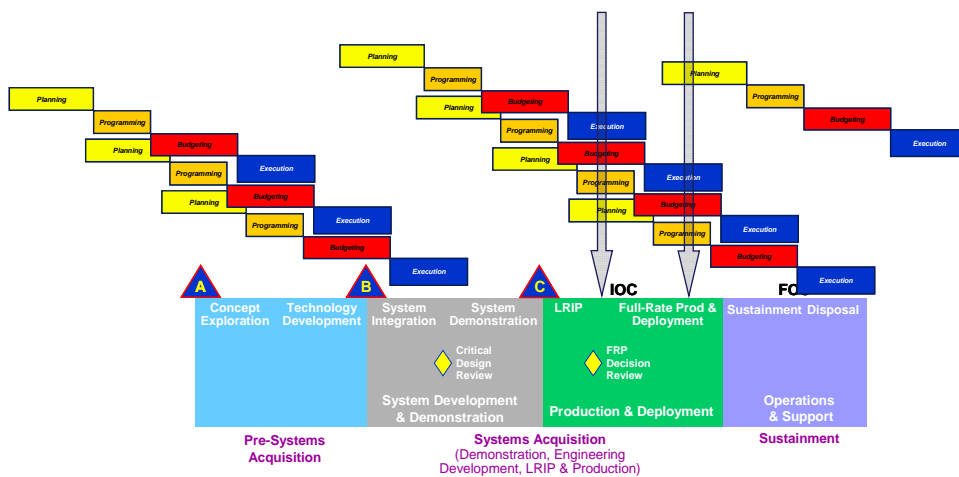 Planning
Planning
Programming
Programming
Planning
Budgeting
Planning
Budgeting
Programming
Execution
Programming
Execution
Budgeting
Planning
Budgeting
Planning
Execution
Programming
Execution
Programming
Budgeting
Planning
Budgeting
Planning
Execution
Programming
Execution
Programming
Budgeting
Budgeting
Execution
Execution
A
B
C
IOC
Concept
Exploration
Technology
Development
System
Integration
System
Demonstration
LRIP
Full-Rate Prod &
Deployment
Sustainment Disposal
Critical
Design
Review
FRP
Decision
Review
System Development
& Demonstration
Production & Deployment
Operations
& Support
Pre-Systems
Acquisition
Systems Acquisition
(Demonstration, Engineering
Development, LRIP & Production)
Sustainment